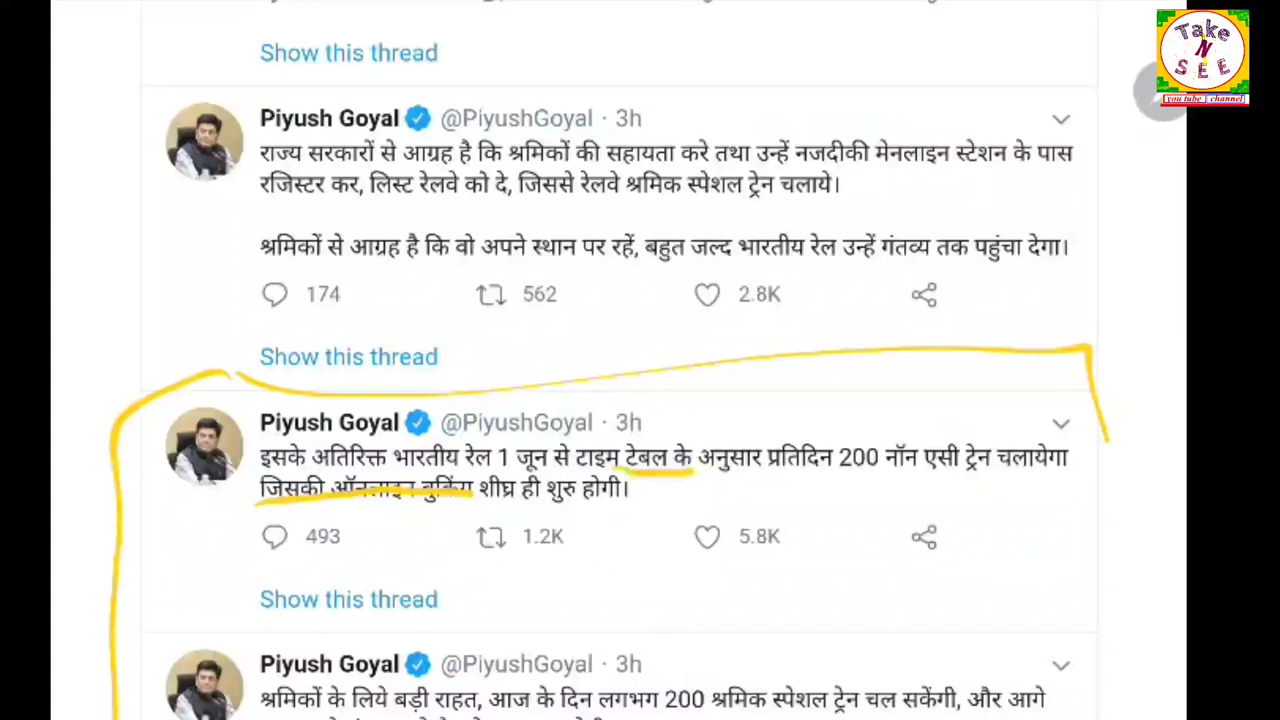 Take
N
SEE
you tube channel
Show this thread
Piyush Goyal @PiyushGoyal · 3h
राज्य सरकारों से आग्रह है कि श्रमिकों की सहायता करे तथा उन्हें नजदीकी मेनलाइन स्टेशन के पास
रजिस्टर कर, लिस्ट रेलवे को दे, जिससे रेलवे श्रमिक स्पेशल ट्रेन चलाये।
श्रमिकों से आग्रह है कि वो अपने स्थान पर रहें, बहुत जल्द भारतीय रेल उन्हें गंतव्य तक पहुंचा देगा।
174 562 2.8K
Show this thread
Piyush Goyal @PiyushGoyal · 3h
इसके अतिरिक्त भारतीय रेल 1 जून से टाइम टेबल के अनुसार प्रतिदिन 200 नॉन एसी ट्रेन चलायेगा
जिसकी ऑनलाइन बुकिंग शीघ्र ही शुरु होगी।
493 1.2K 5.8K
Show this thread
Piyush Goyal @PiyushGoyal · 3h
श्रमिकों के लिये बड़ी राहत, आज के दिन लगभग 200 श्रमिक स्पेशल ट्रेन चल सकेंगी, और आगे